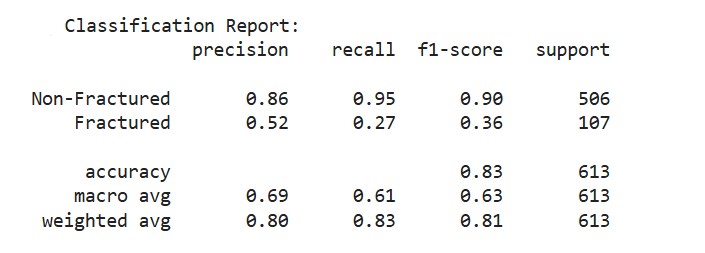 Classification Report:
precision recall f1-score support
Non-Fractured 0.86 0.95 0.90 506
Fractured 0.52 0.27 0.36 107
accuracy 0.83 613
macro avg 0.69 0.61 0.63 613
weighted avg 0.80 0.83 0.81 613